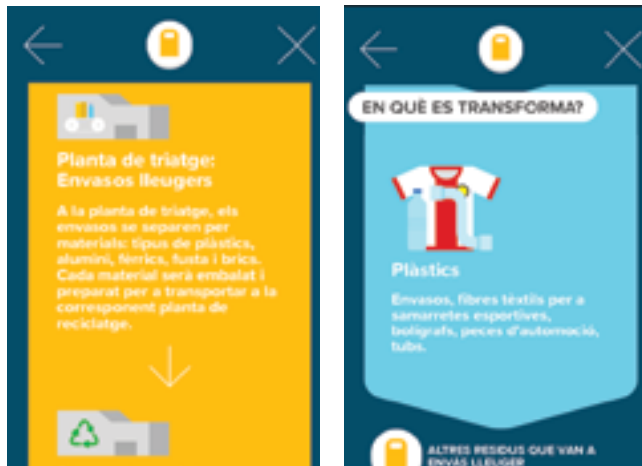 Planta de triatge:
Envasos lleugers
A la planta de triatge, els
envasos se separen per
materials: tipus de plàstics,
alumini, fèrrics, fusta i brics.
Cada material serà embalat i
preparat per a transportar a la
corresponent planta de
reciclatge.
EN QUÈ ES TRANSFORMA?
Plàstics
Envasos, fibres tèxtils per a
samarretes esportives,
bolígrafs, peces d'automoció,
tubs.
ALTRES RESIDUS QUE VAN A
ENVÀS LLEUGER